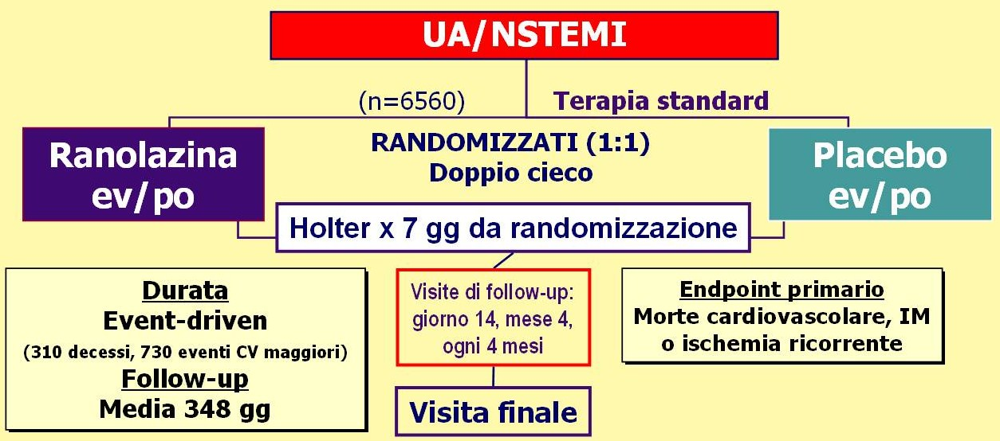 UA/NSTEMI
(n=6560)
Terapia standard
Ranolazina
ev/po
RANDOMIZZATI (1:1)
Doppio cieco
Placebo
ev/po
Holter x 7 gg da randomizzazione
Durata
Event-driven
(310 decessi, 730 eventi CV maggiori)
Follow-up
Media 348 gg
Visite di follow-up:
giorno 14, mese 4,
ogni 4 mesi
Endpoint primario
Morte cardiovascolare, IM
o ischemia ricorrente
Visita finale